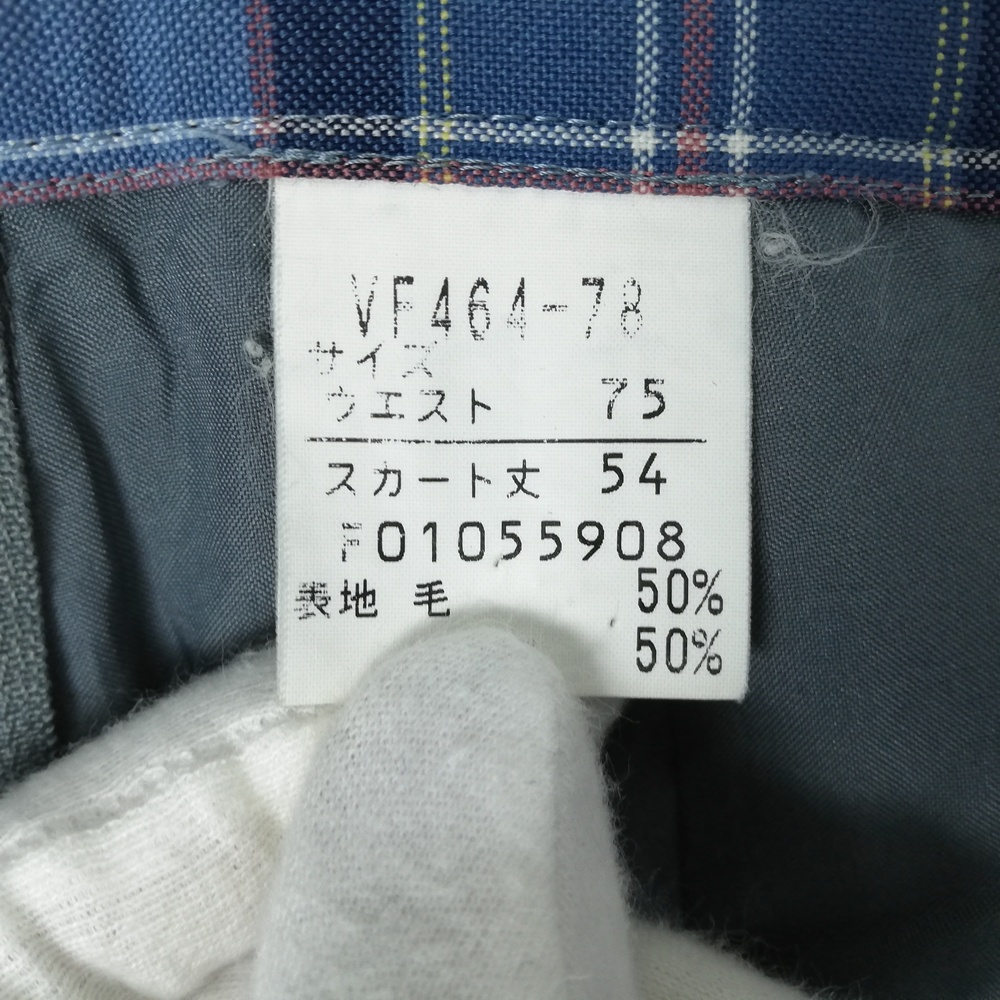 VF464-78
サイズ
ウエスト 75
スカート丈 54
F01055908
表地 毛 50%
50%